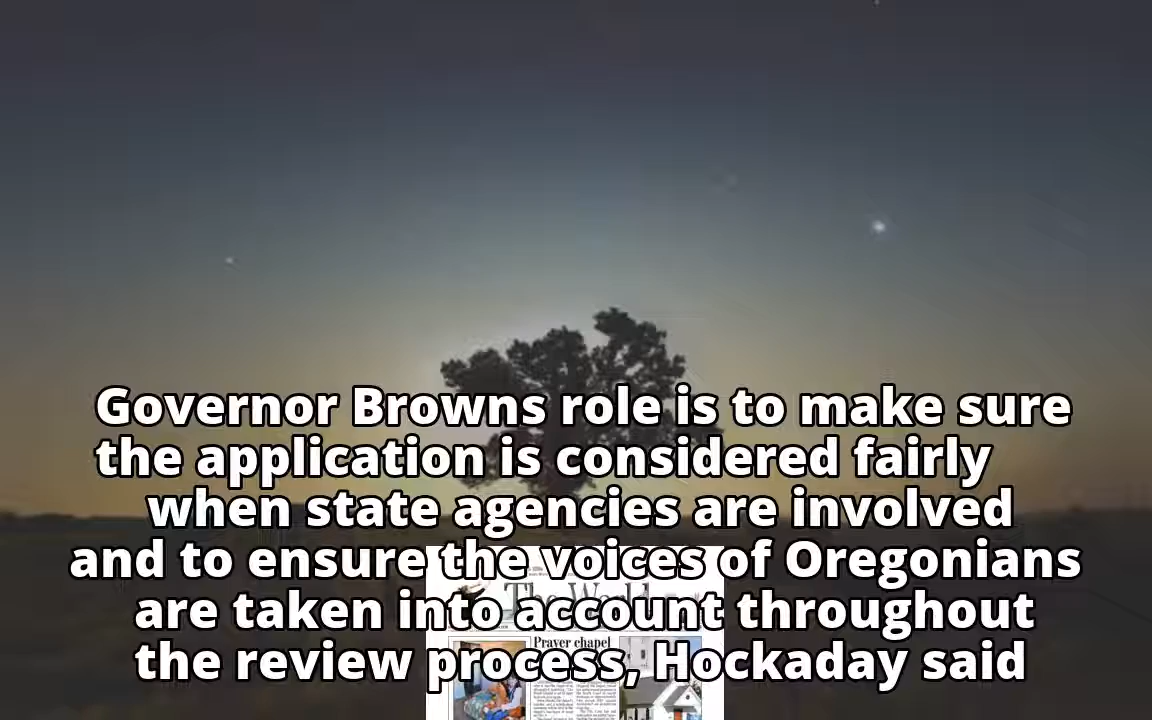 Governor Browns role is to make sure
the application is considered fairly
when state agencies are involved
and to ensure the voices of Oregonians
are taken into account throughout
the review process, Hockaday said
Prayer chapel